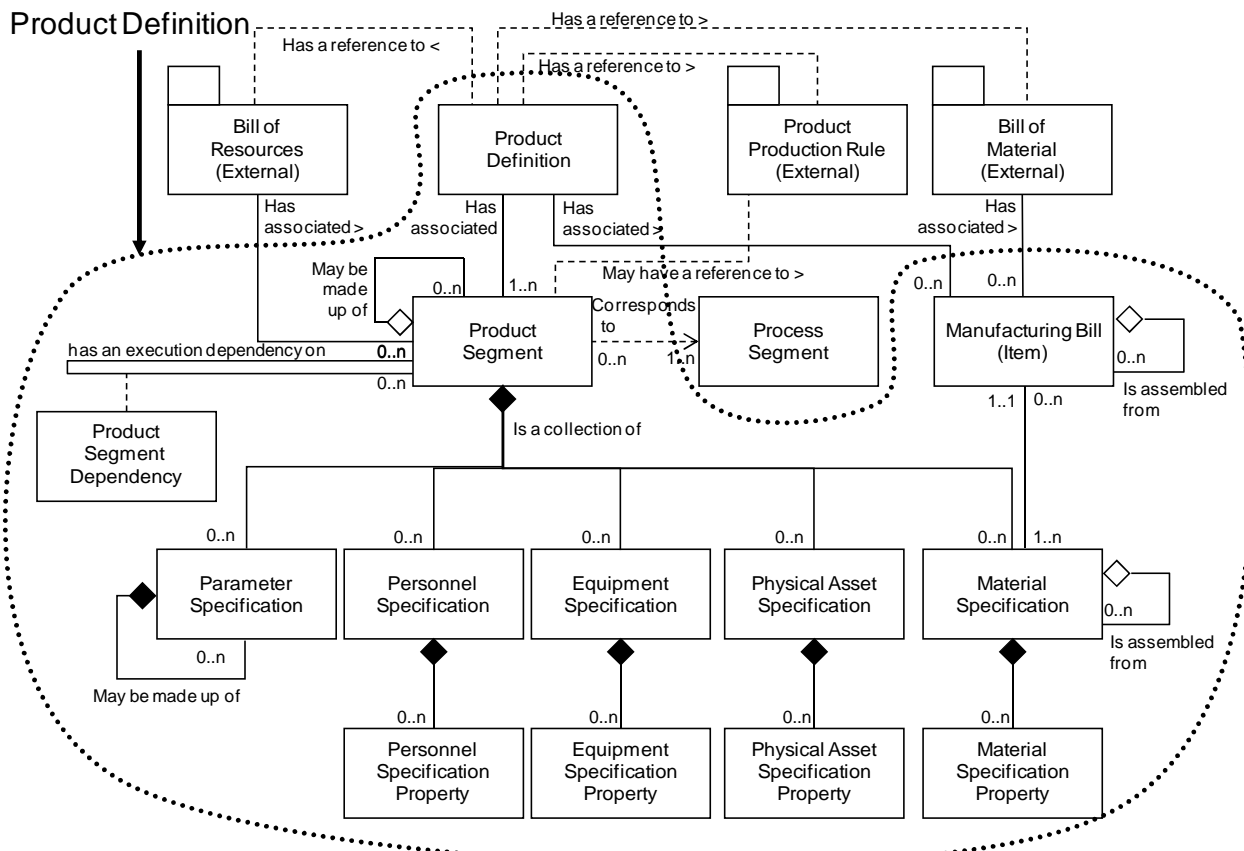 Product Definition
Has a reference to >
Has a reference to <
Has a reference to >
Bill of
Resources
(External)
Product
Definition
Product
Production Rule
(External)
Bill of
Material
(External)
Has
associated >
Has
associated
Has
associated >
Has
associated >
May be
made
up of
0..n
1..n
May have a reference to >
0..n
0..n
Product
Segment
Corresponds
to
0..n
1..n
Process
Segment
Manufacturing Bill
(Item)
0..n
Is assembled
from
has an execution dependency on
0..n
0..n
1..1
0..n
Product
Segment
Dependency
Is a collection of
0..n
0..n
0..n
0..n
0..n
1..n
Parameter
Specification
Personnel
Specification
Equipment
Specification
Physical Asset
Specification
Material
Specification
0..n
Is assembled
from
0..n
May be made up of
0..n
0..n
0..n
0..n
Personnel
Specification
Property
Equipment
Specification
Property
Physical Asset
Specification
Property
Material
Specification
Property